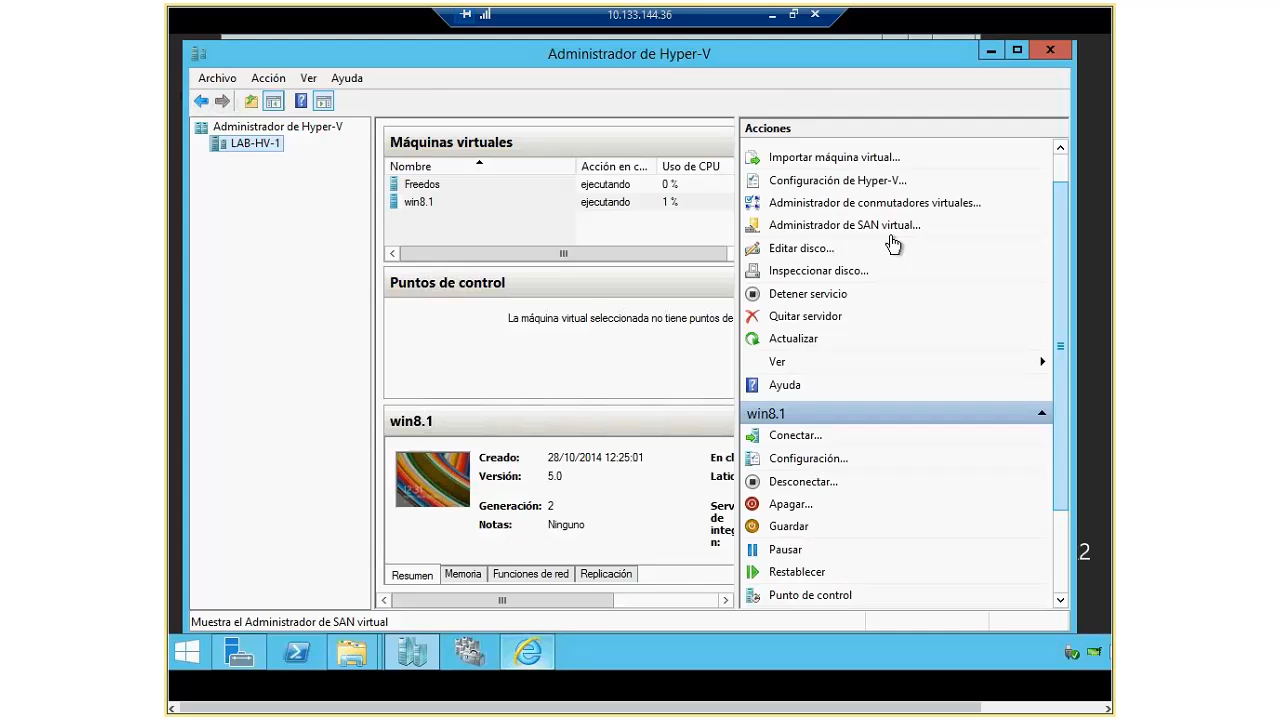 10.133.144.36
Administrador de Hyper-V
Archivo Acción Ver Ayuda
Administrador de Hyper-V
LAB-HV-1
Máquinas virtuales
Nombre Acción en c... Uso de CPU
Freedos ejecutando 0 %
win8.1 ejecutando 1 %
Puntos de control
La máquina virtual seleccionada no tiene puntos de
win8.1
Creado: 28/10/2014 12:25:01 En cl
Versión: 5.0 Latic
Generación: 2 Serv
de
Notas: Ninguno integ
n:
Resumen Memoria Funciones de red Replicación
Acciones
Importar máquina virtual...
Configuración de Hyper-V...
Administrador de conmutadores virtuales...
Administrador de SAN virtual...
Editar disco...
Inspeccionar disco...
Detener servicio
Quitar servidor
Actualizar
Ver
Ayuda
win8.1
Conectar...
Configuración...
Desconectar...
Apagar...
Guardar
Pausar
Restablecer
Punto de control
Muestra el Administrador de SAN virtual
2